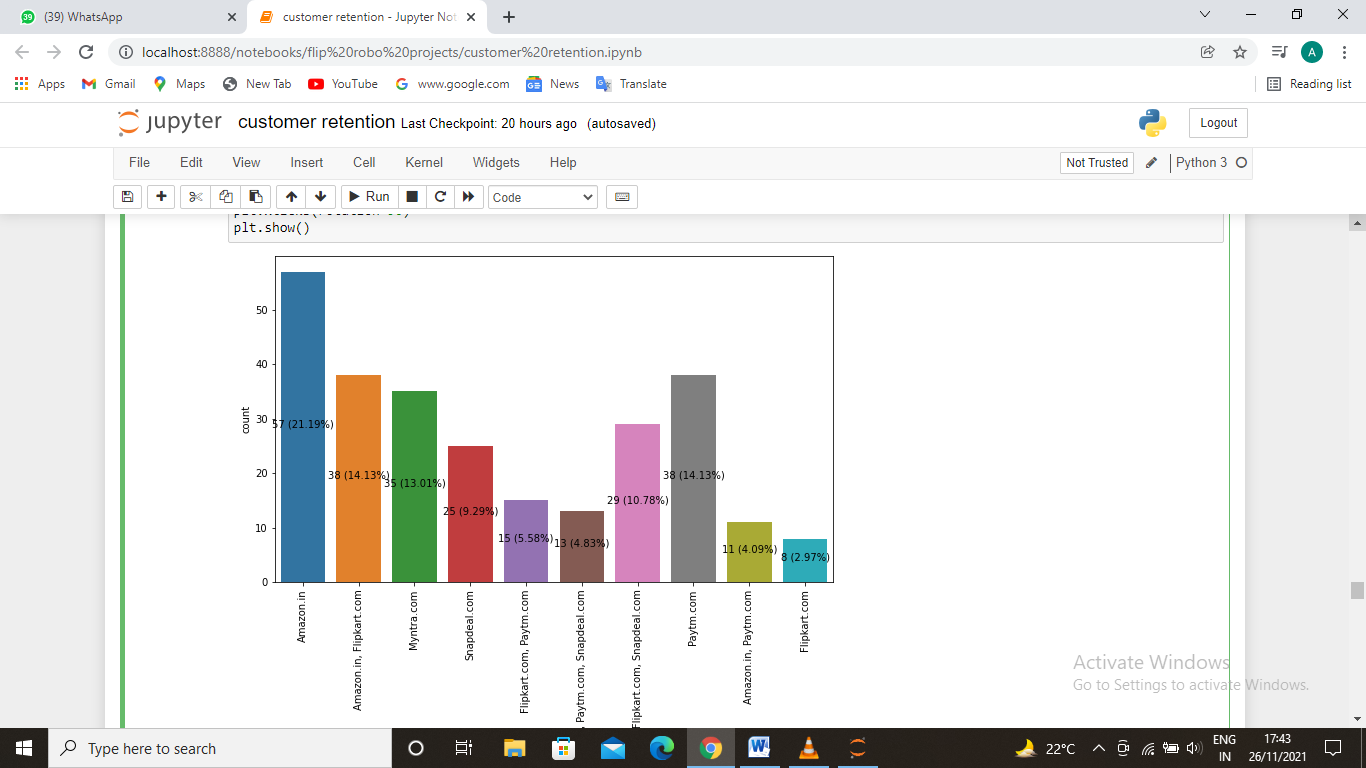 39 (39) WhatsApp
customer retention - Jupyter Not
localhost:8888/notebooks/flip%20robo%20projects/customer%20retention.ipynb
A
Apps Gmail Maps New Tab YouTube www.google.com News Translate Reading list
jupyter customer retention Last Checkpoint: 20 hours ago (autosaved)
Logout
File Edit View Insert Cell Kernel Widgets Help
Not Trusted Python 3
Run Code
plt.show()
50
40
30
20
10
0
count
57 (21.19%)
38 (14.13%)
35 (13.01%)
25 (9.29%)
15 (5.58%)
13 (4.83%)
29 (10.78%)
38 (14.13%)
11 (4.09%)
8 (2.97%)
Amazon.in
Amazon.in, Flipkart.com
Myntra.com
Snapdeal.com
Flipkart.com, Paytm.com
, Paytm.com, Snapdeal.com
Flipkart.com, Snapdeal.com
Paytm.com
Amazon.in, Paytm.com
Flipkart.com
Activate Windows
Go to Settings to activate Windows.
Type here to search
22°C
ENG
IN
17:43
26/11/2021